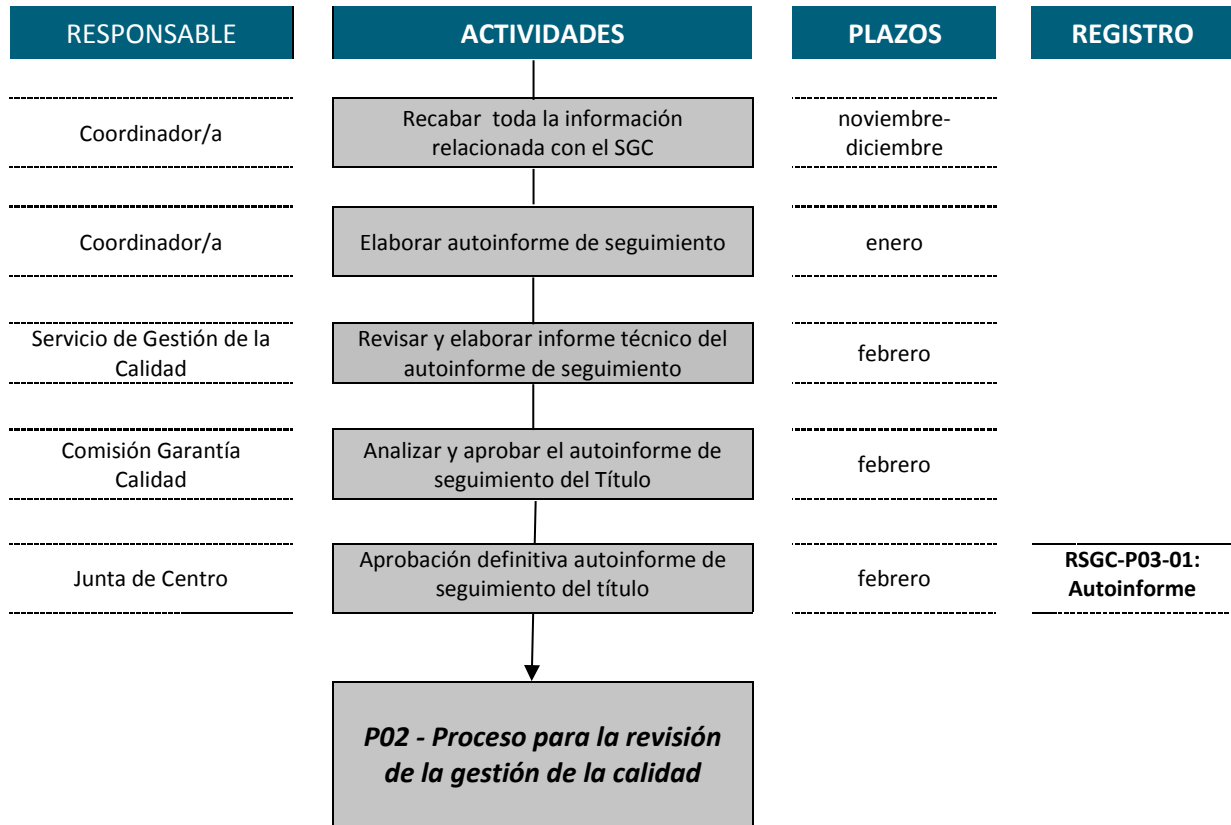 RESPONSABLE
ACTIVIDADES
PLAZOS
REGISTRO
Coordinador/a
Recabar toda la información
relacionada con el SGC
noviembre-
diciembre
Coordinador/a
Elaborar autoinforme de seguimiento
enero
Servicio de Gestión de la
Calidad
Revisar y elaborar informe técnico del
autoinforme de seguimiento
febrero
Comisión Garantía
Calidad
Analizar y aprobar el autoinforme de
seguimiento del Título
febrero
Junta de Centro
Aprobación definitiva autoinforme de
seguimiento del título
febrero
RSGC-P03-01:
Autoinforme
P02 - Proceso para la revisión
de la gestión de la calidad